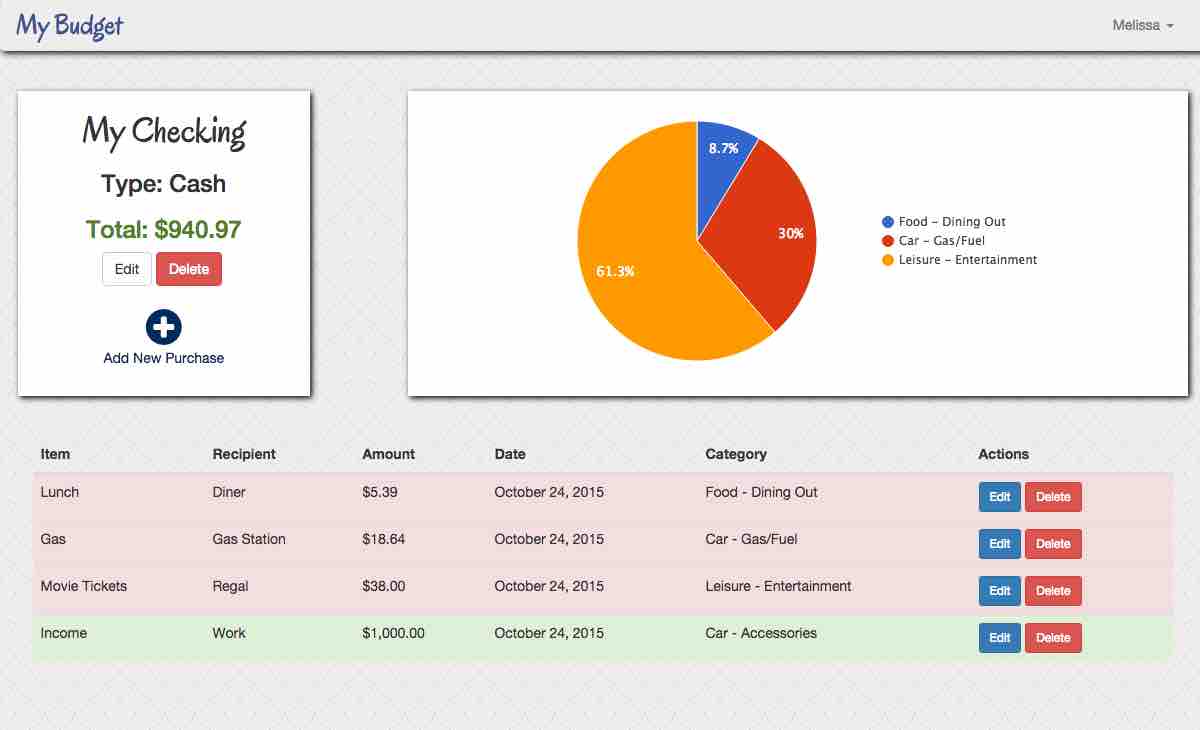 My Budget
Melissa
My Checking
Type: Cash
Total: $940.97
Edit Delete
Add New Purchase
8.7%
30%
61.3%
Food – Dining Out
Car – Gas/Fuel
Leisure – Entertainment
Item Recipient Amount Date Category Actions
Lunch Diner $5.39 October 24, 2015 Food - Dining Out Edit Delete
Gas Gas Station $18.64 October 24, 2015 Car - Gas/Fuel Edit Delete
Movie Tickets Regal $38.00 October 24, 2015 Leisure - Entertainment Edit Delete
Income Work $1,000.00 October 24, 2015 Car - Accessories Edit Delete